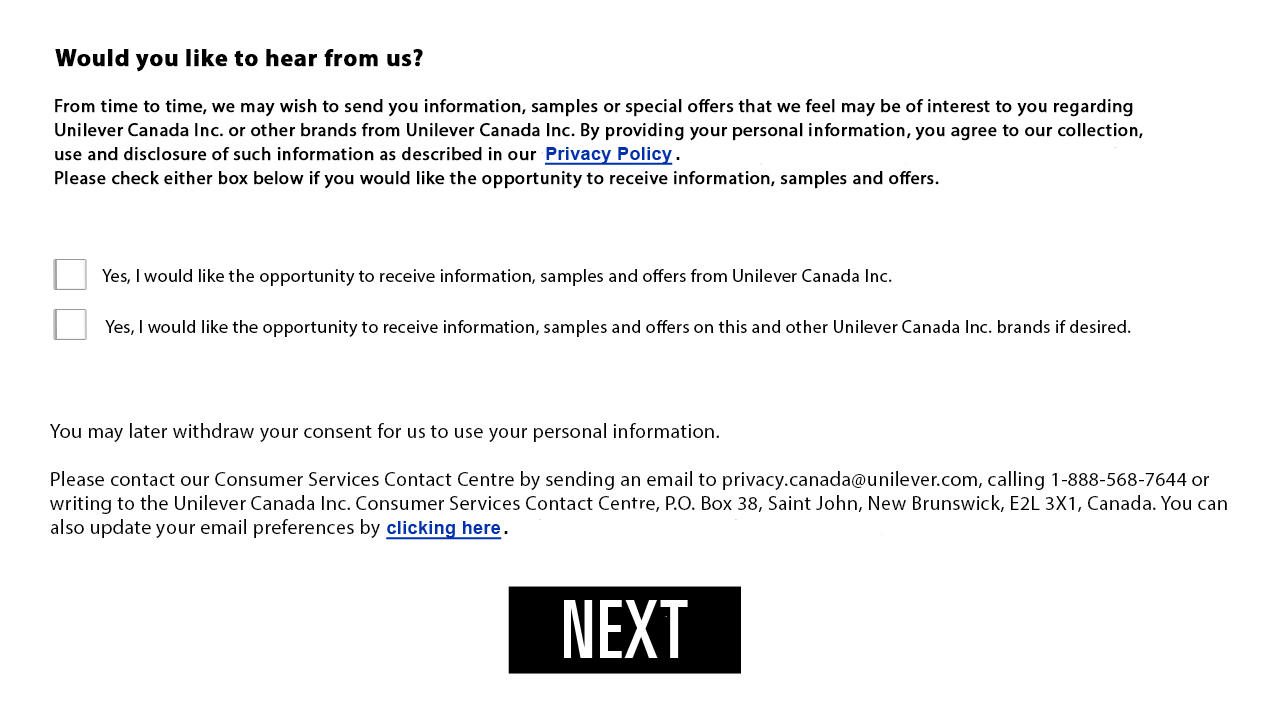 Would you like to hear from us?
From time to time, we may wish to send you information, samples or special offers that we feel may be of interest to you regarding
Unilever Canada Inc. or other brands from Unilever Canada Inc. By providing your personal information, you agree to our collection,
use and disclosure of such information as described in our Privacy Policy.
Please check either box below if you would like the opportunity to receive information, samples and offers.
Yes, I would like the opportunity to receive information, samples and offers from Unilever Canada Inc.
Yes, I would like the opportunity to receive information, samples and offers on this and other Unilever Canada Inc. brands if desired.
You may later withdraw your consent for us to use your personal information.
Please contact our Consumer Services Contact Centre by sending an email to privacy.canada@unilever.com, calling 1-888-568-7644 or
writing to the Unilever Canada Inc. Consumer Services Contact Centre, P.O. Box 38, Saint John, New Brunswick, E2L 3X1, Canada. You can
also update your email preferences by clicking here.
NEXT